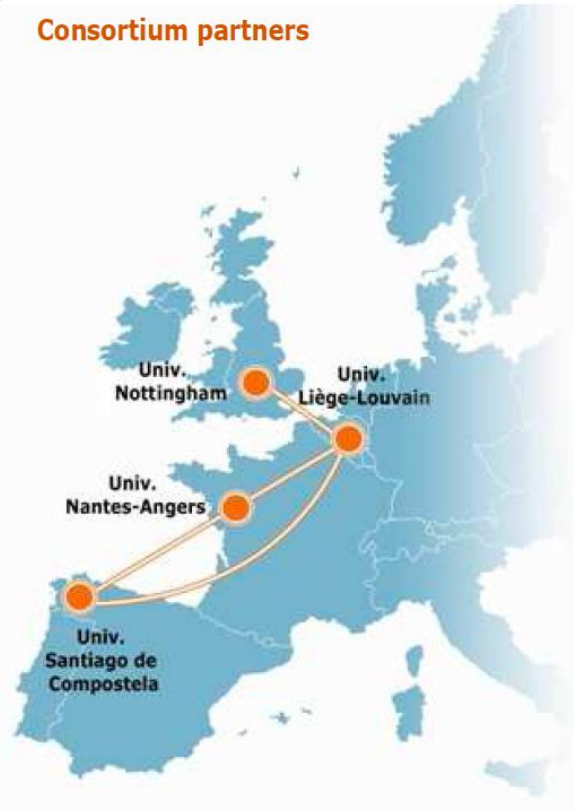 Consortium partners
Univ.
Nottingham
Univ.
Liège-Louvain
Univ.
Nantes-Angers
Univ.
Santiago de
Compostela